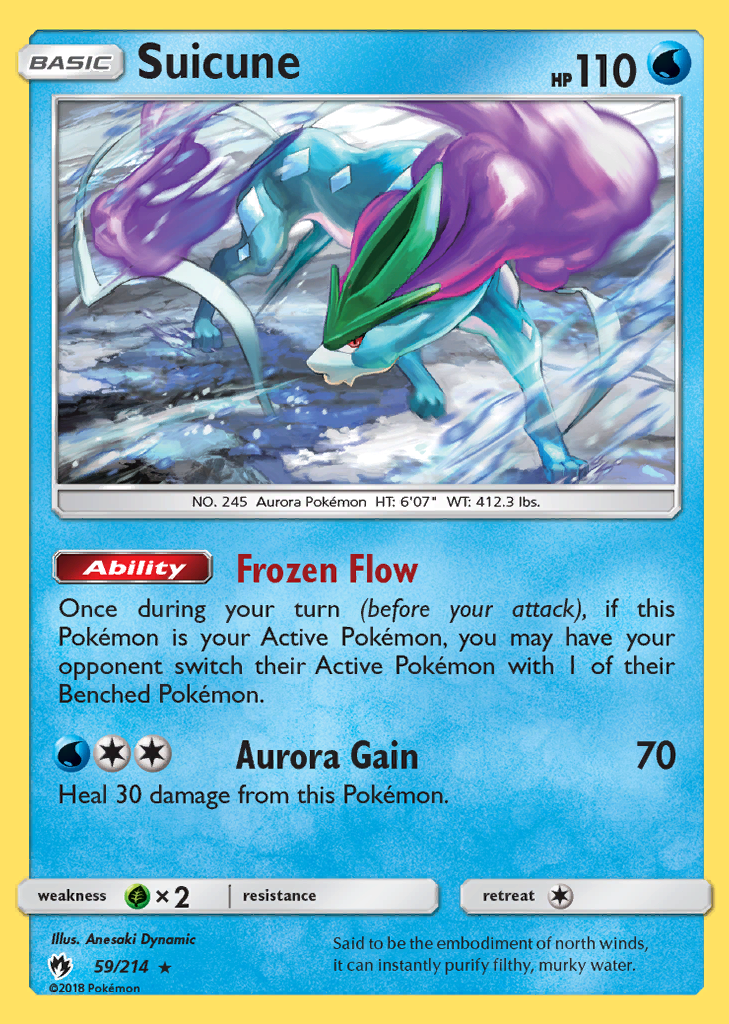 BASIC
Suicune
HP 110
NO. 245 Aurora Pokémon HT: 6'07" WT: 412.3 lbs.
Ability Frozen Flow
Once during your turn (before your attack), if this
Pokémon is your Active Pokémon, you may have your
opponent switch their Active Pokémon with 1 of their
Benched Pokémon.
Aurora Gain 70
Heal 30 damage from this Pokémon.
weakness ×2 resistance retreat
Illus. Anesaki Dynamic
59/214 ★
©2018 Pokémon
Said to be the embodiment of north winds,
it can instantly purify filthy, murky water.